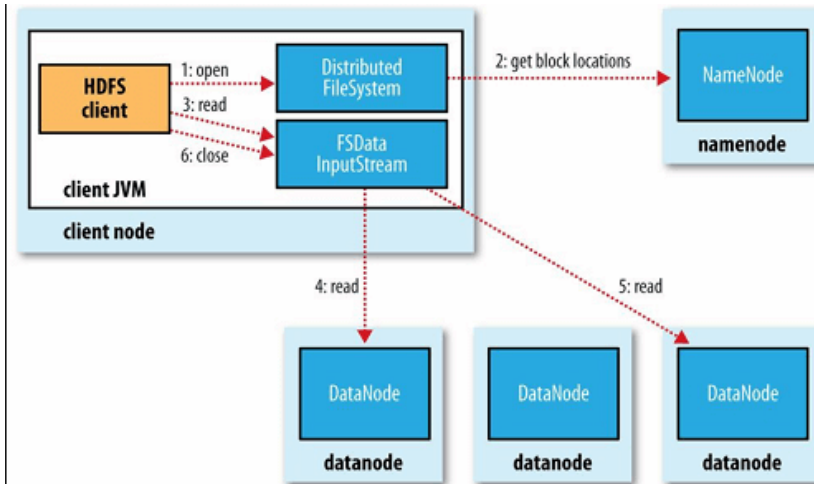 1: open
Distributed
FileSystem
2: get block locations
NameNode
HDFS
client
3: read
FSData
InputStream
6: close
namenode
client JVM
client node
4: read
5: read
DataNode
DataNode
DataNode
datanode
datanode
datanode